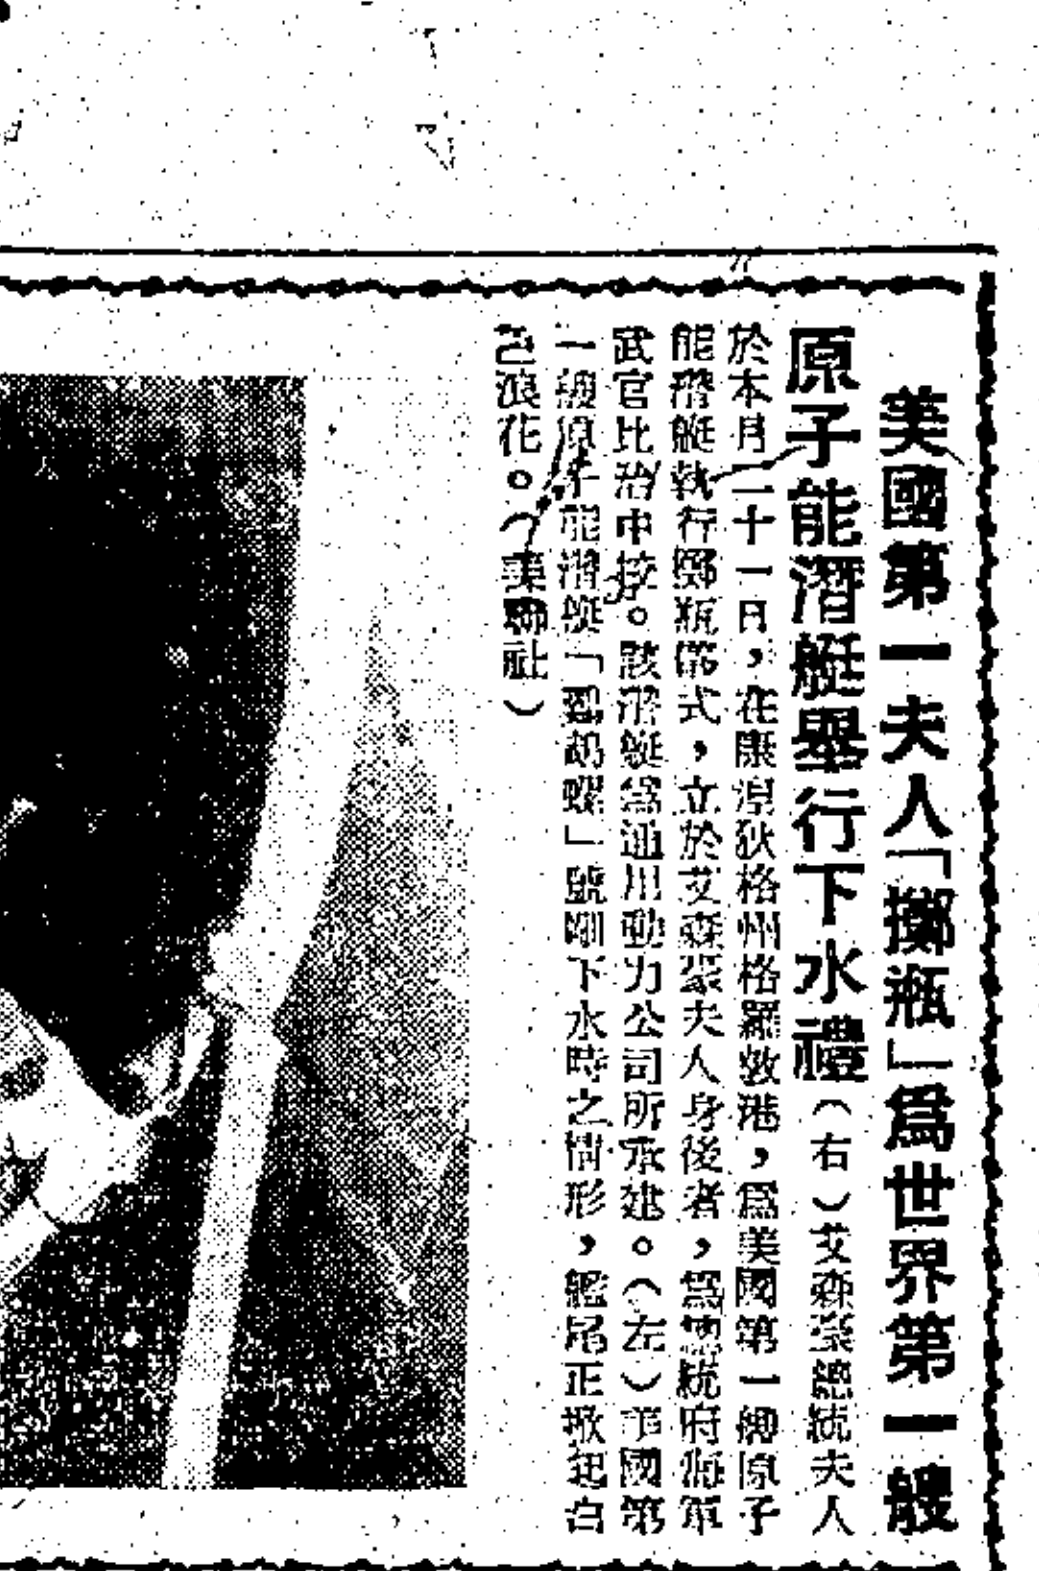 美國第一夫人「擲瓶」爲世界第一艘
原子能潛艇舉行下水禮(右)艾森豪總統夫人
於本月二十一日,在康湼狄格州格羅敦港,爲美國第一艘原子
能潛艇執行擲瓶儀式,立於艾森豪夫人身後者,爲總統府海軍
武官比治中校。該潛艇爲通用動力公司所承建。(左)美國第
一艘原子能潛艇「鸚鵡螺」號剛下水時之情形,艦尾正掀起白
色浪花。(美聯社)